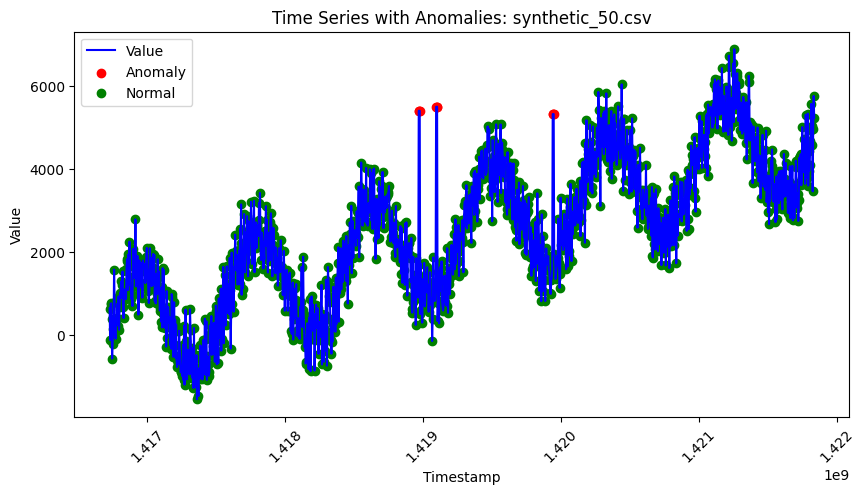 Time Series with Anomalies: synthetic_50.csv
Value
Anomaly
Normal
6000
4000
2000
0
Value
1.417
1.418
1.419
1.420
1.421
1.422
1e9
Timestamp